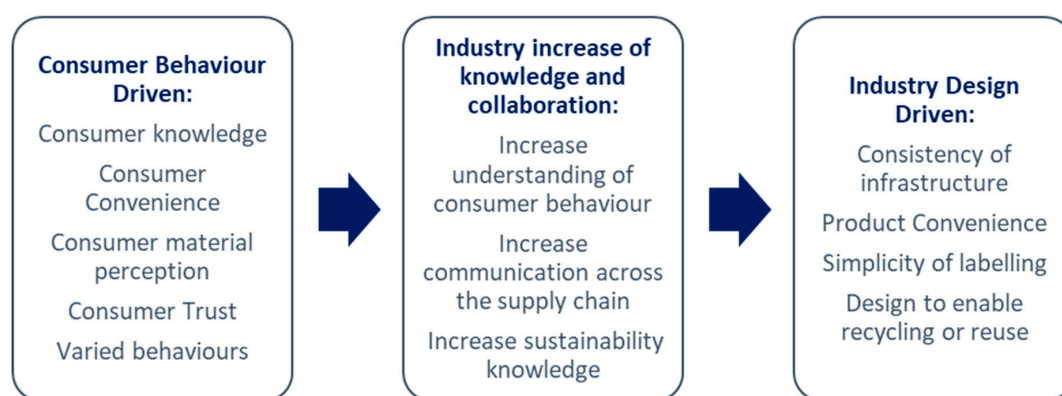 Consumer Behaviour
Driven:
Consumer knowledge
Consumer
Convenience
Consumer material
perception
Consumer Trust
Varied behaviours
Industry increase of
knowledge and
collaboration:
Increase
understanding of
consumer behaviour
Increase
communication across
the supply chain
Increase sustainability
knowledge
Industry Design
Driven:
Consistency of
infrastructure
Product Convenience
Simplicity of labelling
Design to enable
recycling or reuse